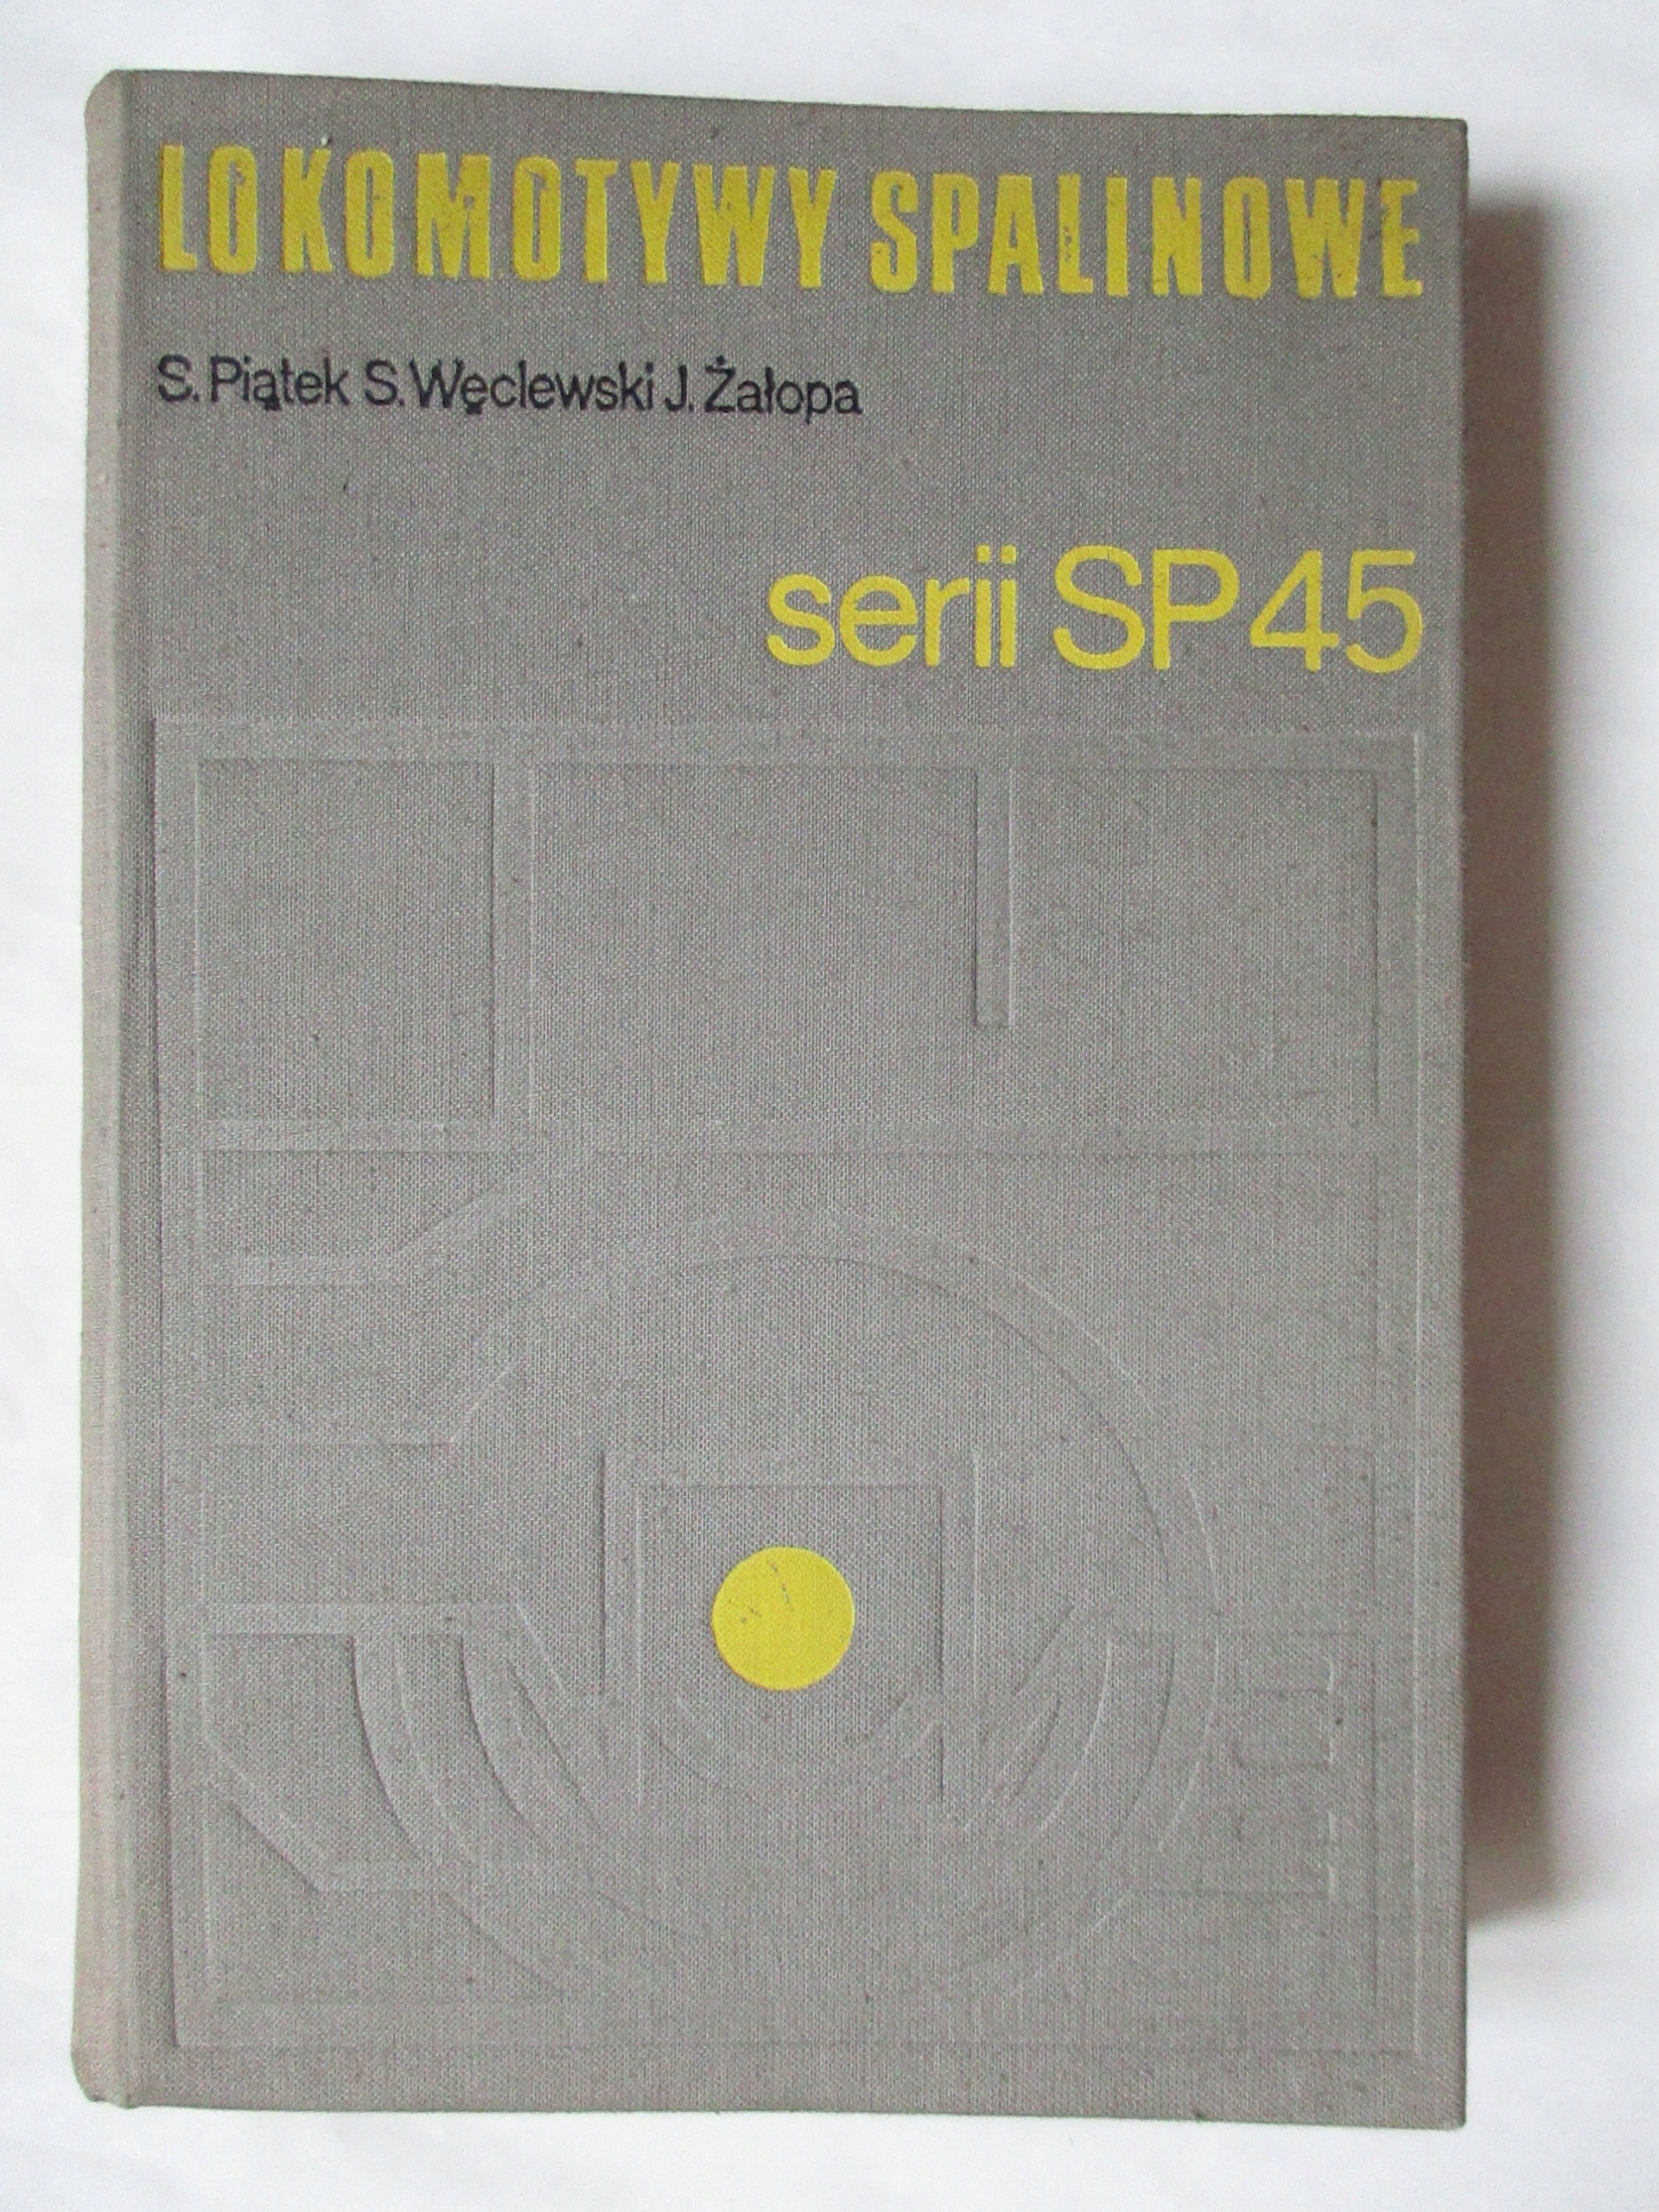 LOKOMOTYWY SPALINOWE
S. Piątek S. Węclewski J. Żałopa
serii SP45